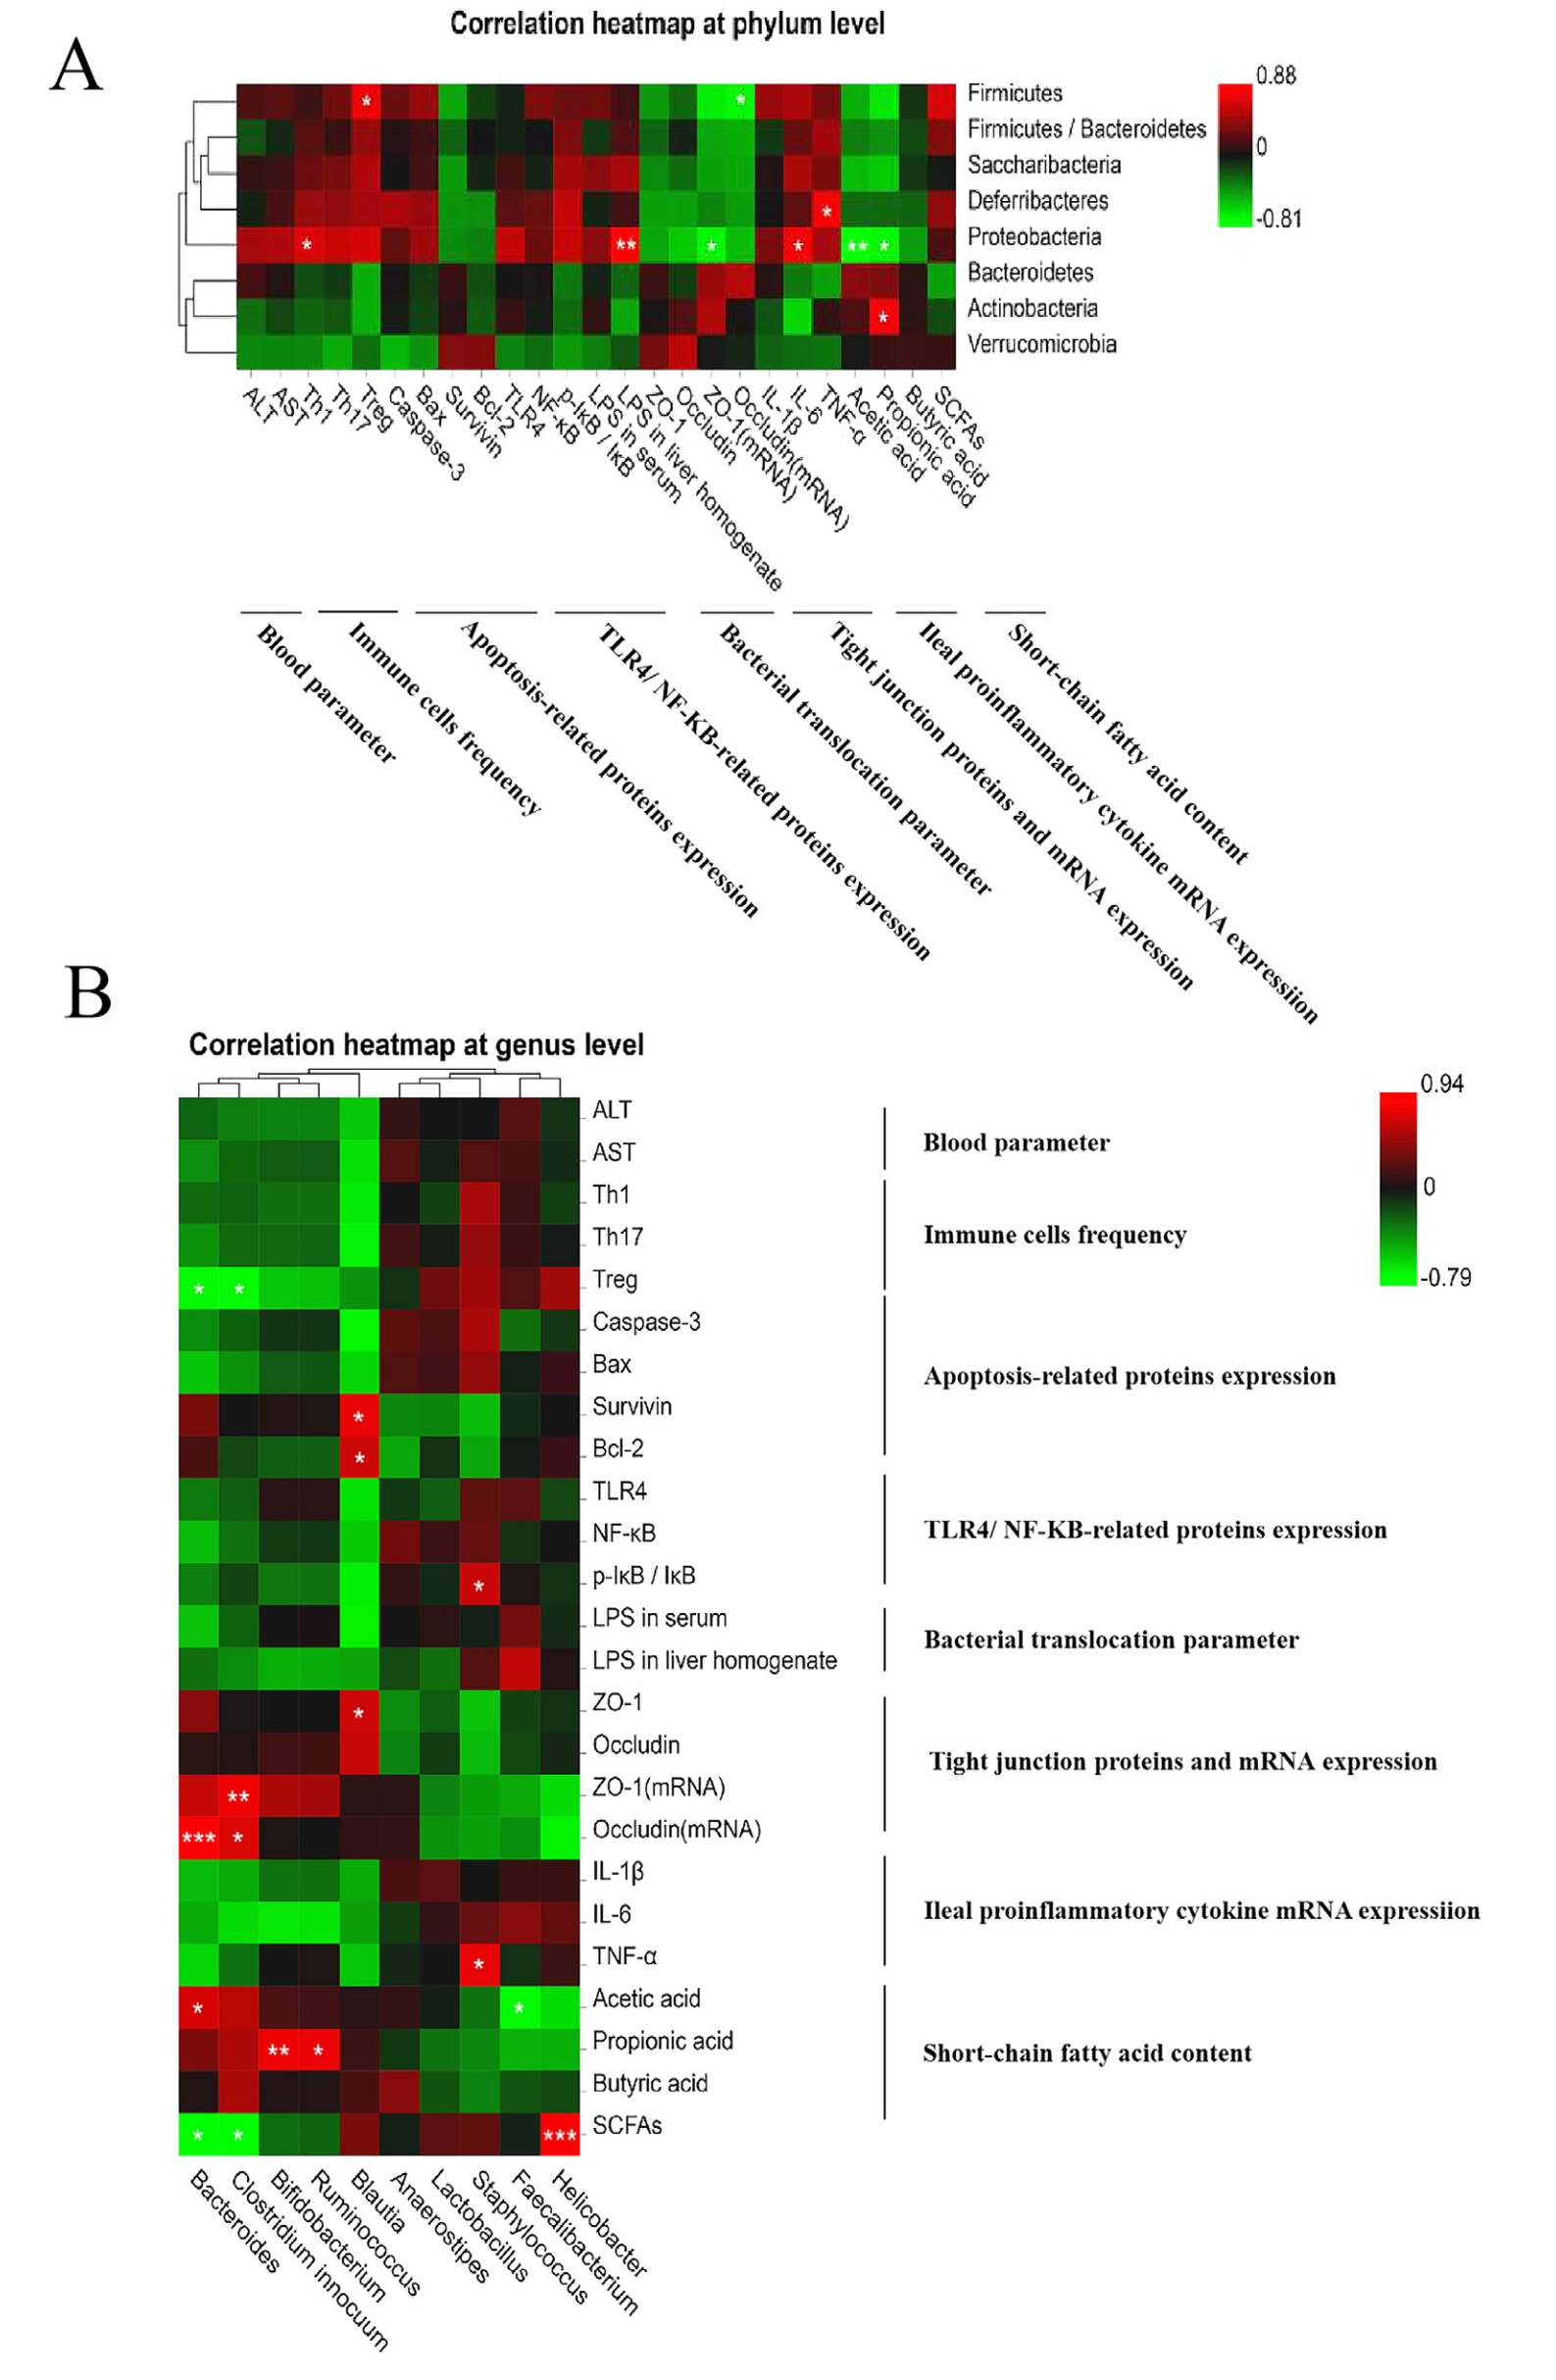 A
Correlation heatmap at phylum level
0.88
0
-0.81
* *
Firmicutes
Firmicutes / Bacteroidetes
Saccharibacteria
*
Deferribacteres
* ** * * ** *
Proteobacteria
Bacteroidetes
*
Actinobacteria
Verrucomicrobia
ALT
AST
Th1
Th17
Treg
Caspase-3
Bax
Survivin
Bcl-2
TLR4
NF-κB
p-IκB / IκB
LPS in serum
LPS in liver homogenate
ZO-1
Occludin
ZO-1(mRNA)
Occludin(mRNA)
IL-1β
IL-6
TNF-α
Acetic acid
Propionic acid
Butyric acid
SCFAs
Blood parameter
Immune cells frequency
Apoptosis-related proteins expression
TLR4/ NF-KB-related proteins expression
Bacterial translocation parameter
Tight junction proteins and mRNA expression
Ileal proinflammatory cytokine mRNA expressiion
Short-chain fatty acid content
B
Correlation heatmap at genus level
0.94
0
-0.79
ALT
AST
Blood parameter
Th1
Th17
Immune cells frequency
* *
Treg
Caspase-3
Bax
Apoptosis-related proteins expression
*
Survivin
*
Bcl-2
TLR4
NF-κB
TLR4/ NF-KB-related proteins expression
*
p-IκB / IκB
LPS in serum
Bacterial translocation parameter
LPS in liver homogenate
*
ZO-1
Occludin
Tight junction proteins and mRNA expression
**
ZO-1(mRNA)
*** *
Occludin(mRNA)
IL-1β
IL-6
Ileal proinflammatory cytokine mRNA expressiion
*
TNF-α
* *
Acetic acid
** *
Propionic acid
Short-chain fatty acid content
Butyric acid
* * ***
SCFAs
Bacteroides
Clostridium innocuum
Bifidobacterium
Ruminococcus
Blautia
Anaerostipes
Lactobacillus
Staphylococcus
Faecalibacterium
Helicobacter